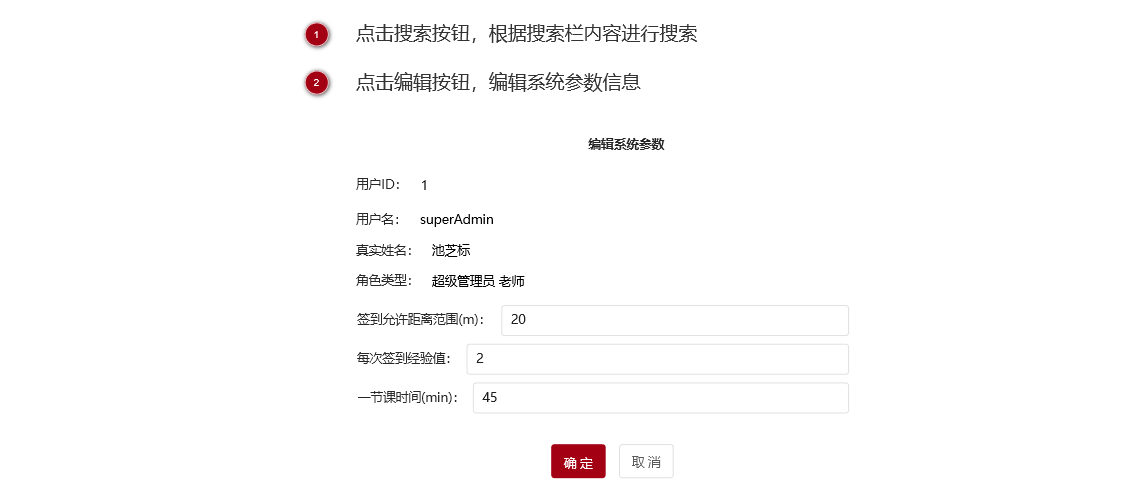 1 点击搜索按钮，根据搜索栏内容进行搜索
2 点击编辑按钮，编辑系统参数信息
编辑系统参数
用户ID： 1
用户名： superAdmin
真实姓名： 池芝标
角色类型： 超级管理员 老师
签到允许距离范围(m)： 20
每次签到经验值： 2
一节课时间(min)： 45
确 定 取 消